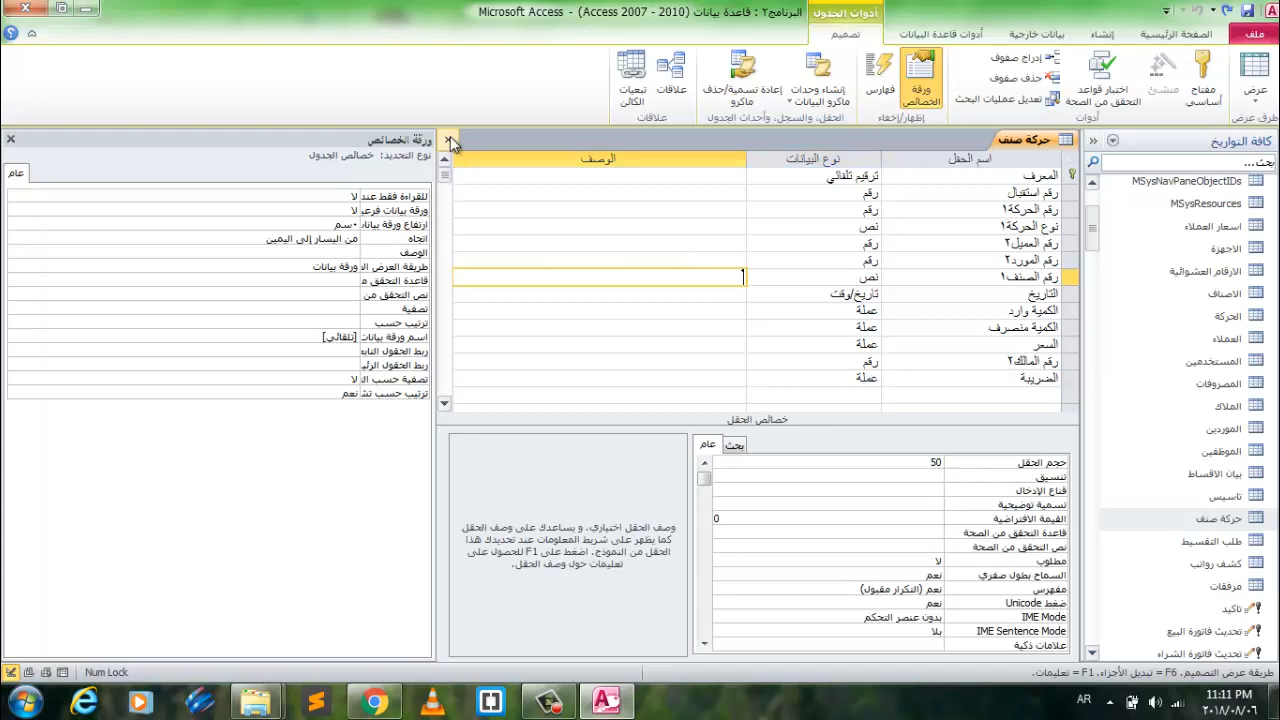 البرنامج٢ : قاعدة بيانات (Access 2007 - 2010) - Microsoft Access
أدوات الجدول
ملف
الصفحة الرئيسية
إنشاء
بيانات خارجية
أدوات قاعدة البيانات
تصميم
عرض
مفتاح أساسي
منشئ
اختبار قواعد التحقق من الصحة
إدراج صفوف
حذف صفوف
تعديل عمليات البحث
ورقة الخصائص
فهارس
إنشاء وحدات ماكرو البيانات
إعادة تسمية/حذف ماكرو
علاقات
تبعيات الكائن
طرق عرض
أدوات
إظهار/إخفاء
الحقل، والسجل، وأحداث الجدول
علاقات
كافة التواريخ
بحث...
MSysNavPaneObjectIDs
MSysResources
اسعار العملاء
الاجهزة
الارقام العشوائية
الاصناف
الحركة
العملاء
المستخدمين
المصروفات
الملاك
الموردين
الموظفين
بيان الاقساط
تاسيس
حركة صنف
طلب التقسيط
كشف رواتب
مرفقات
تاكيد
تحديث فاتورة البيع
تحديث فاتورة الشراء
حركة صنف
اسم الحقل نوع البيانات الوصف
المعرف ترقيم تلقائي
رقم استقبال رقم
رقم الحركة١ رقم
نوع الحركة١ نص
رقم العميل٢ رقم
رقم المورد٢ رقم
رقم الصنف١ نص
التاريخ تاريخ/وقت
الكمية وارد عملة
الكمية منصرف عملة
السعر عملة
رقم المالك٢ رقم
الضريبة عملة
خصائص الحقل
عام بحث
حجم الحقل 50
تنسيق
قناع الإدخال
تسمية توضيحية
القيمة الافتراضية 0
قاعدة التحقق من الصحة
نص التحقق من الصحة
مطلوب لا
السماح بطول صفري نعم
مفهرس نعم (التكرار مقبول)
ضغط Unicode نعم
IME Mode بدون عنصر التحكم
IME Sentence Mode بلا
علامات ذكية
وصف الحقل اختياري. و يساعدك على وصف الحقل
كما يظهر على شريط المعلومات عند تحديدك هذا
الحقل من النموذج. اضغط على F1 للحصول على
تعليمات حول وصف الحقل.
ورقة الخصائص
نوع التحديد: خصائص الجدول
عام
للقراءة فقط عند لا
ورقة بيانات فرعية لا
ارتفاع ورقة بيانات ٠سم
اتجاه من اليسار إلى اليمين
الوصف
طريقة العرض ال ورقة بيانات
قاعدة التحقق من
نص التحقق من
تصفية
ترتيب حسب
اسم ورقة بيانات [تلقائي]
ربط الحقول التاب
ربط الحقول الرئي
تصفية حسب الت لا
ترتيب حسب تش نعم
طريقة عرض التصميم. F6 = تبديل الأجزاء. F1 = تعليمات.
Num Lock
AR
11:11 PM
٢٠١٨/٠٨/٠٦